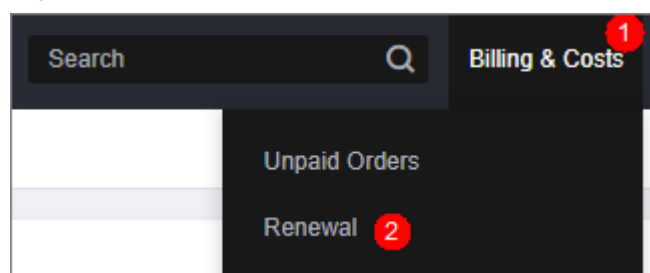 Search
Billing & Costs
1
Unpaid Orders
Renewal 2